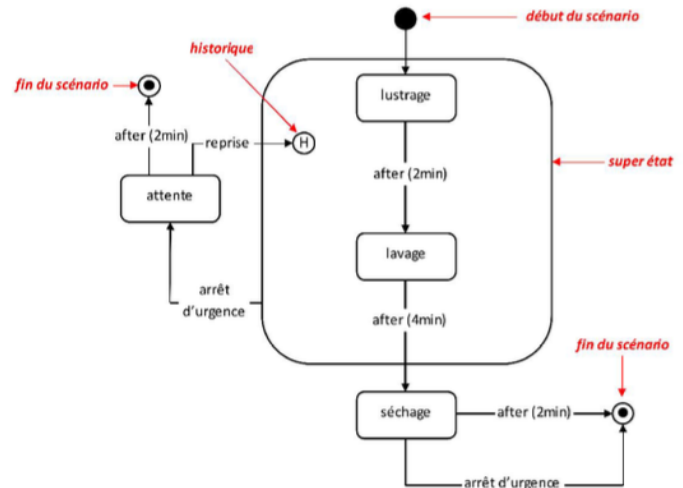 début du scénario
historique
fin du scénario
lustrage
after (2min)
reprise
H
super état
attente
after (2min)
lavage
arrêt
d'urgence
after (4min)
fin du scénario
séchage
after (2min)
arrêt d'urgence